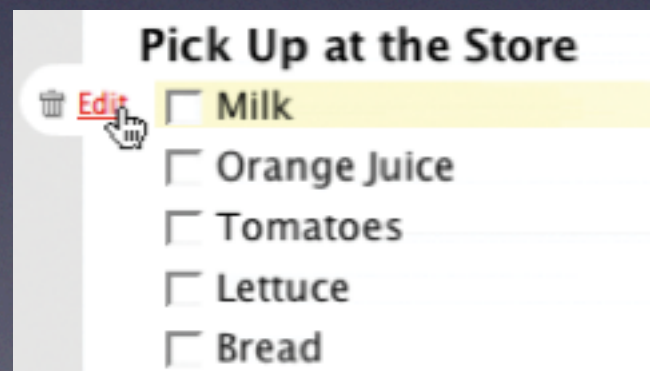 Pick Up at the Store
Edit Milk
Orange Juice
Tomatoes
Lettuce
Bread